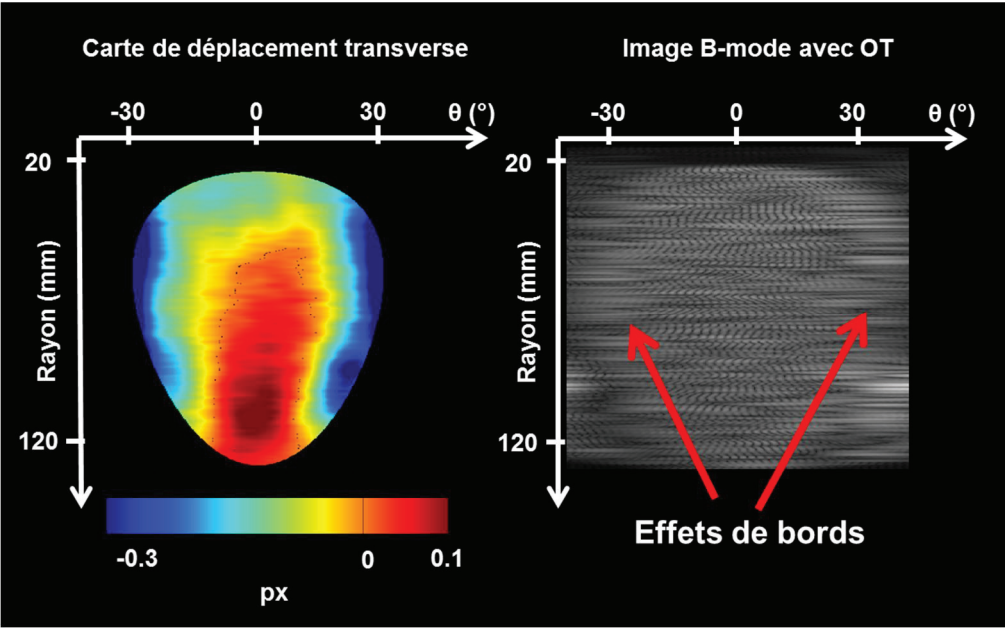 Carte de déplacement transverse
Image B-mode avec OT
-30 0 30 θ (°)
-30 0 30 θ (°)
20
20
Rayon (mm)
Rayon (mm)
120
120
-0.3 0 0.1
px
Effets de bords